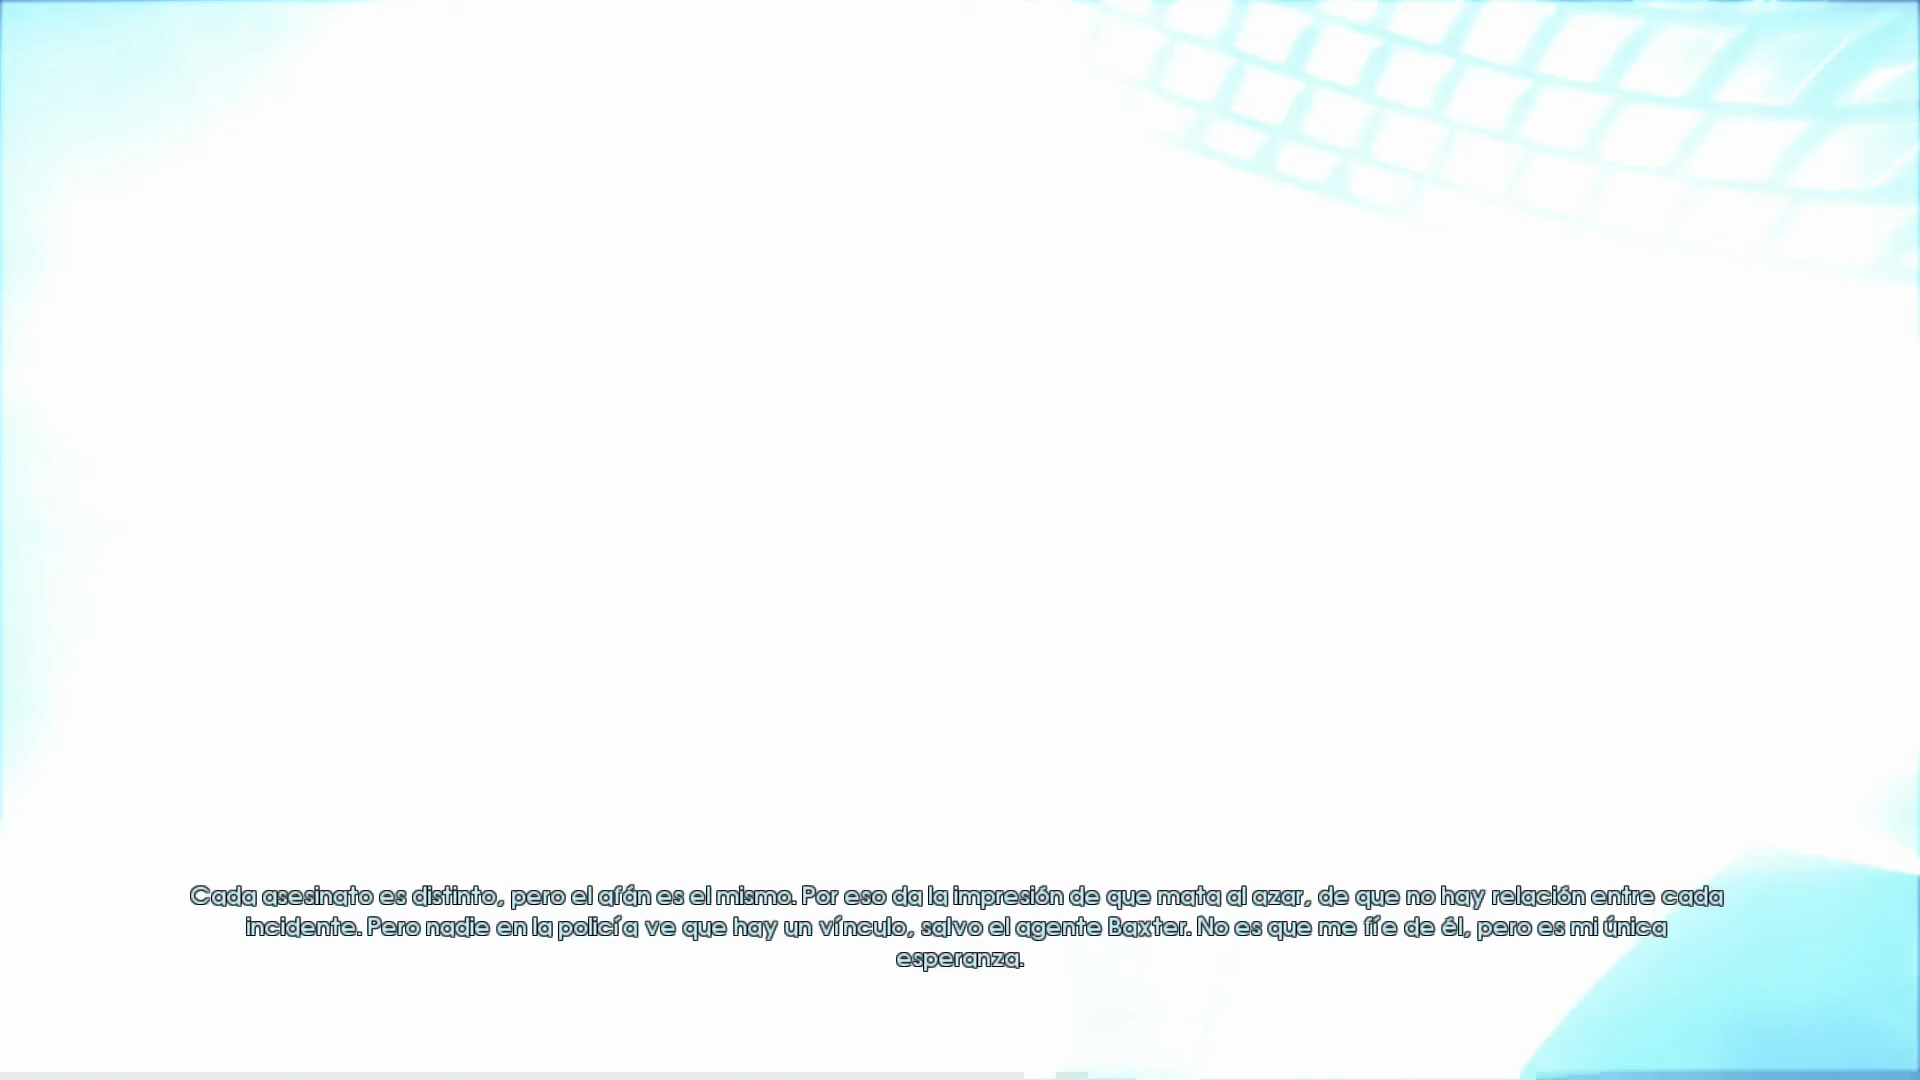 Cada asesinato es distinto, pero el afán es el mismo. Por eso da la impresión de que mata al azar, de que no hay relación entre cada
incidente. Pero nadie en la policía ve que hay un vínculo, salvo el agente Baxter. No es que me fíe de él, pero es mi única
esperanza.